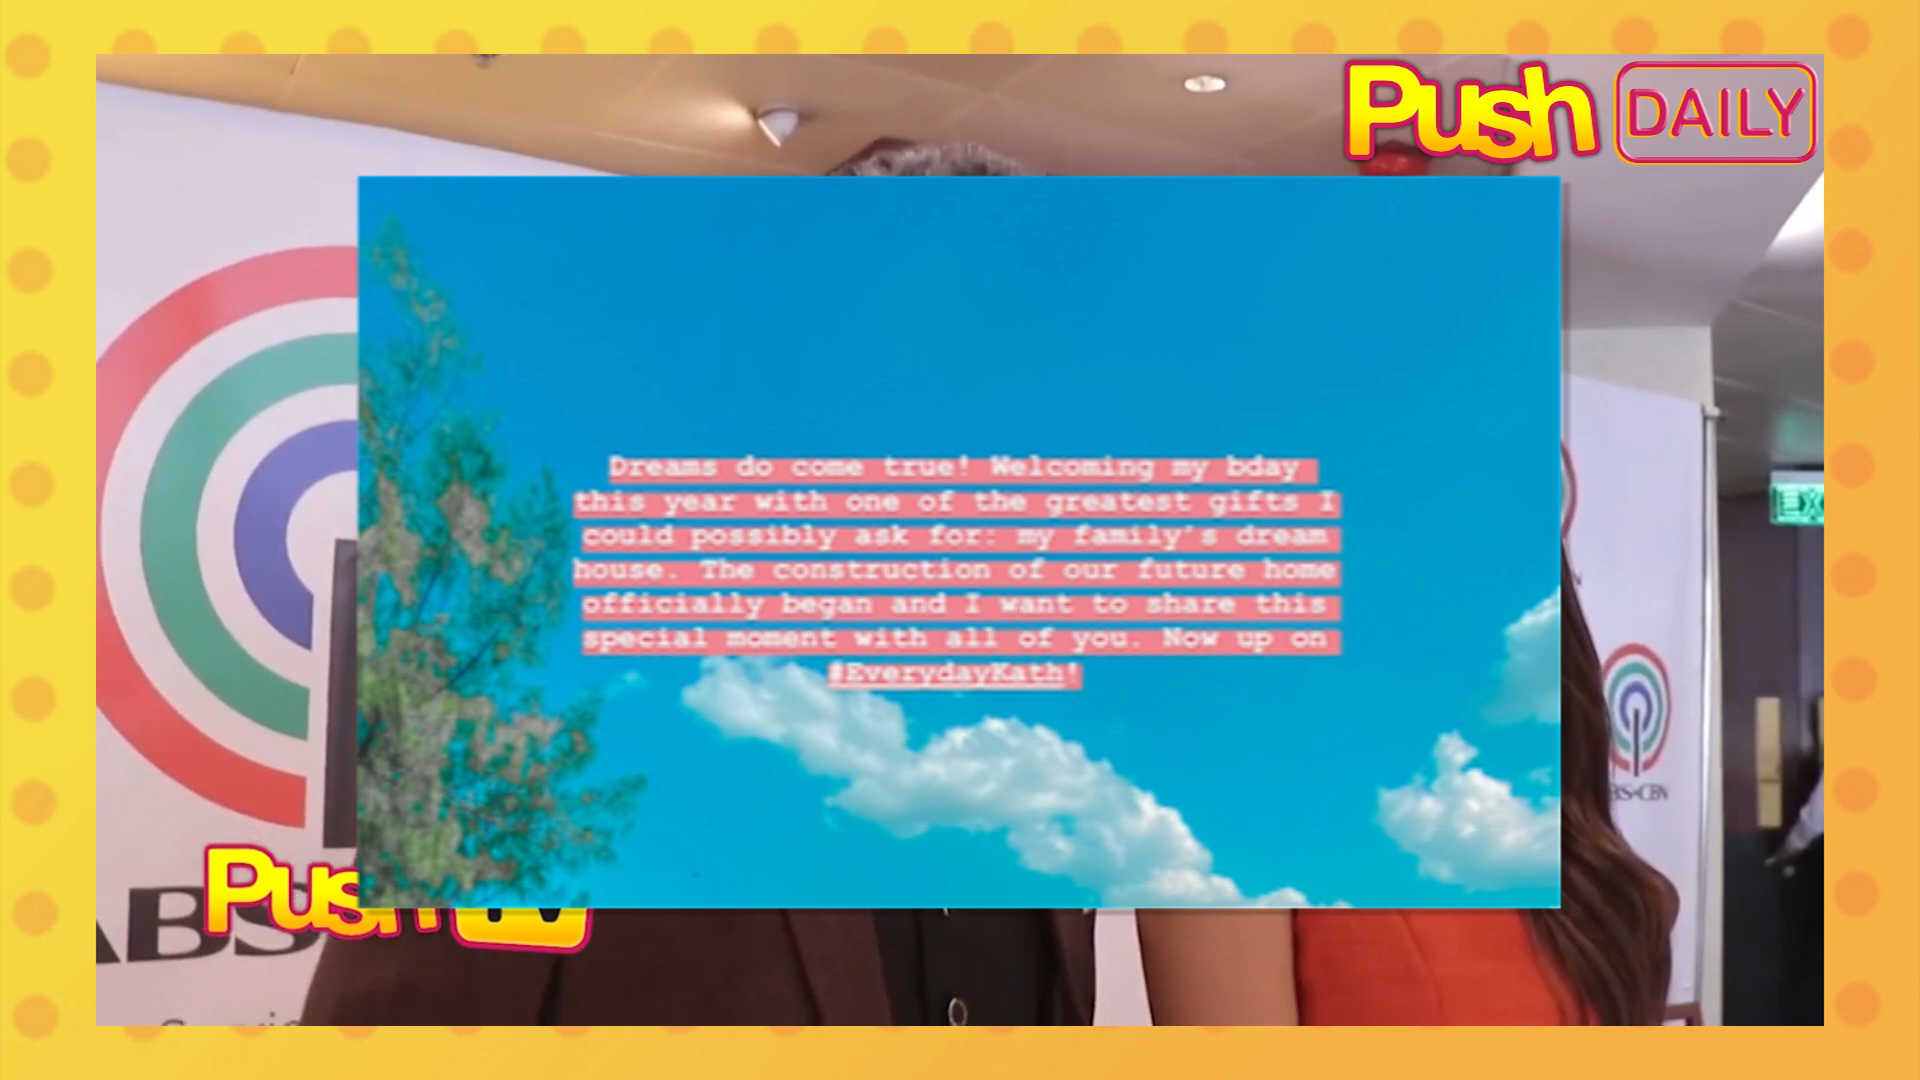 Push DAILY
Dreams do come true! Welcoming my bday
this year with one of the greatest gifts I
could possibly ask for: my family's dream
house. The construction of our future home
officially began and I want to share this
special moment with all of you. Now up on
#EverydayKath!
ABS-CBN
ABS
Push TV